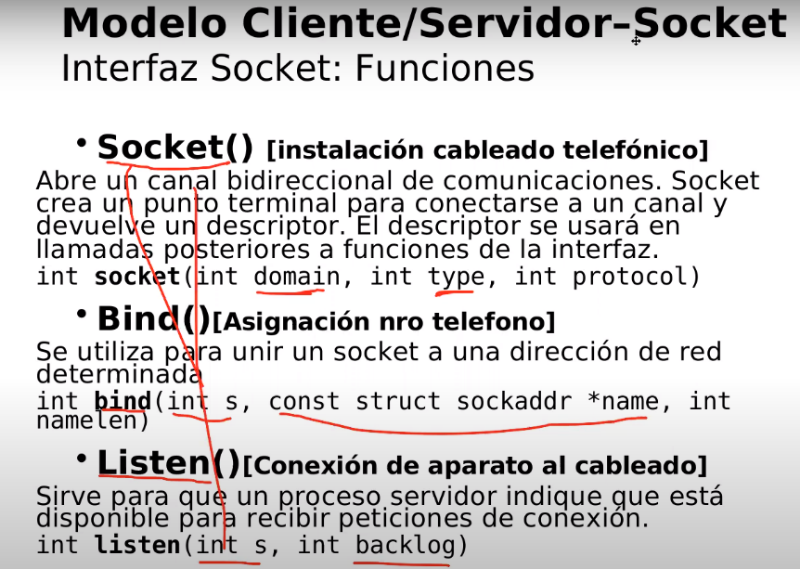 Modelo Cliente/Servidor–Socket
Interfaz Socket: Funciones
• Socket() [instalación cableado telefónico]
Abre un canal bidireccional de comunicaciones. Socket
crea un punto terminal para conectarse a un canal y
devuelve un descriptor. El descriptor se usará en
llamadas posteriores a funciones de la interfaz.
int socket(int domain, int type, int protocol)
• Bind()[Asignación nro telefono]
Se utiliza para unir un socket a una dirección de red
determinada
int bind(int s, const struct sockaddr *name, int
namelen)
• Listen()[Conexión de aparato al cableado]
Sirve para que un proceso servidor indique que está
disponible para recibir peticiones de conexión.
int listen(int s, int backlog)